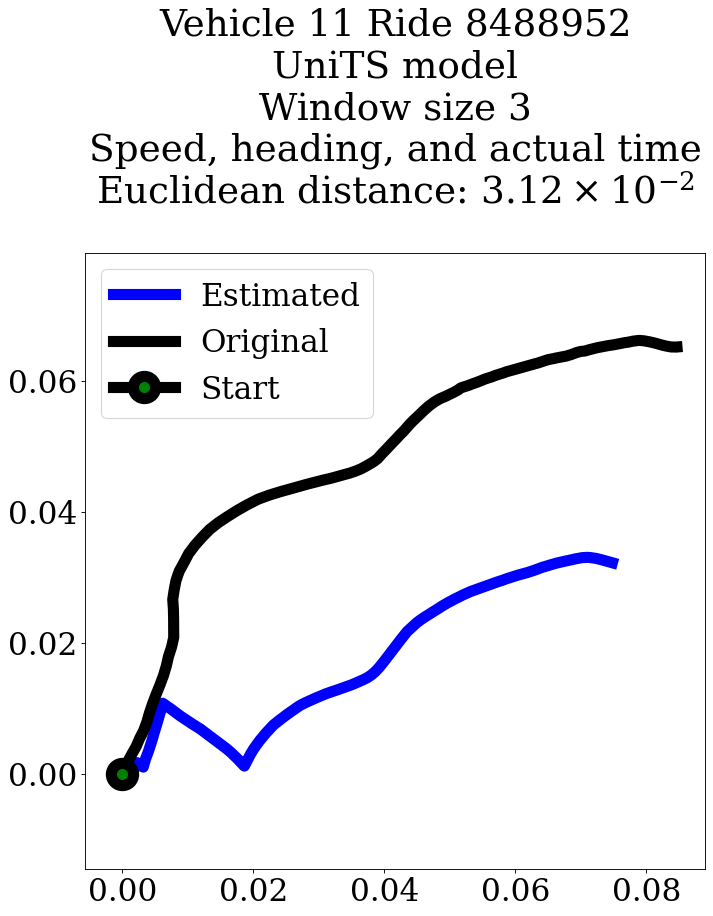 Vehicle 11 Ride 8488952
UniTS model
Window size 3
Speed, heading, and actual time
Euclidean distance: 3.12 × 10⁻²
Estimated
Original
Start
0.06
0.04
0.02
0.00
0.00 0.02 0.04 0.06 0.08